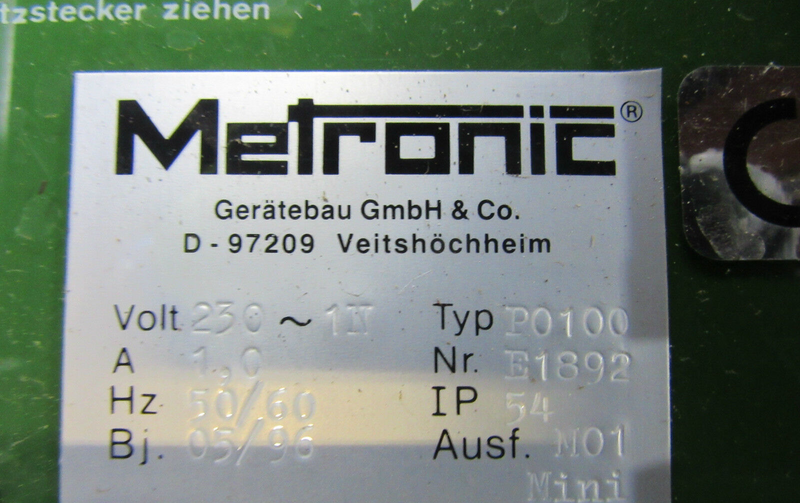 tzstecker ziehen
Metronic®
Gerätebau GmbH & Co.
D - 97209 Veitshöchheim
Volt 230 ~ 1N Typ P0100
A 1,0 Nr. E1892
Hz 50/60 IP 54
Bj. 05/96 Ausf. M01
Mini